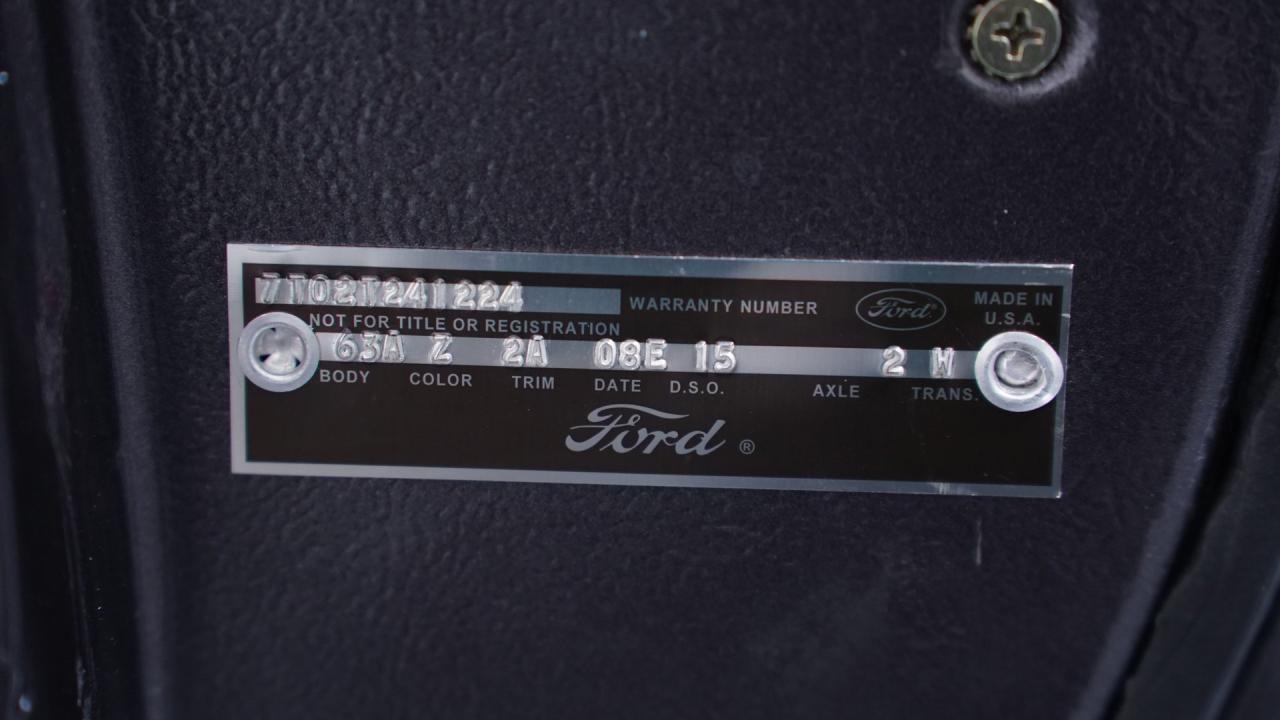 7T02T241224 WARRANTY NUMBER Ford® MADE IN U.S.A.
NOT FOR TITLE OR REGISTRATION
63A Z 2A 08E 15 2 W
BODY COLOR TRIM DATE D.S.O. AXLE TRANS.
Ford®